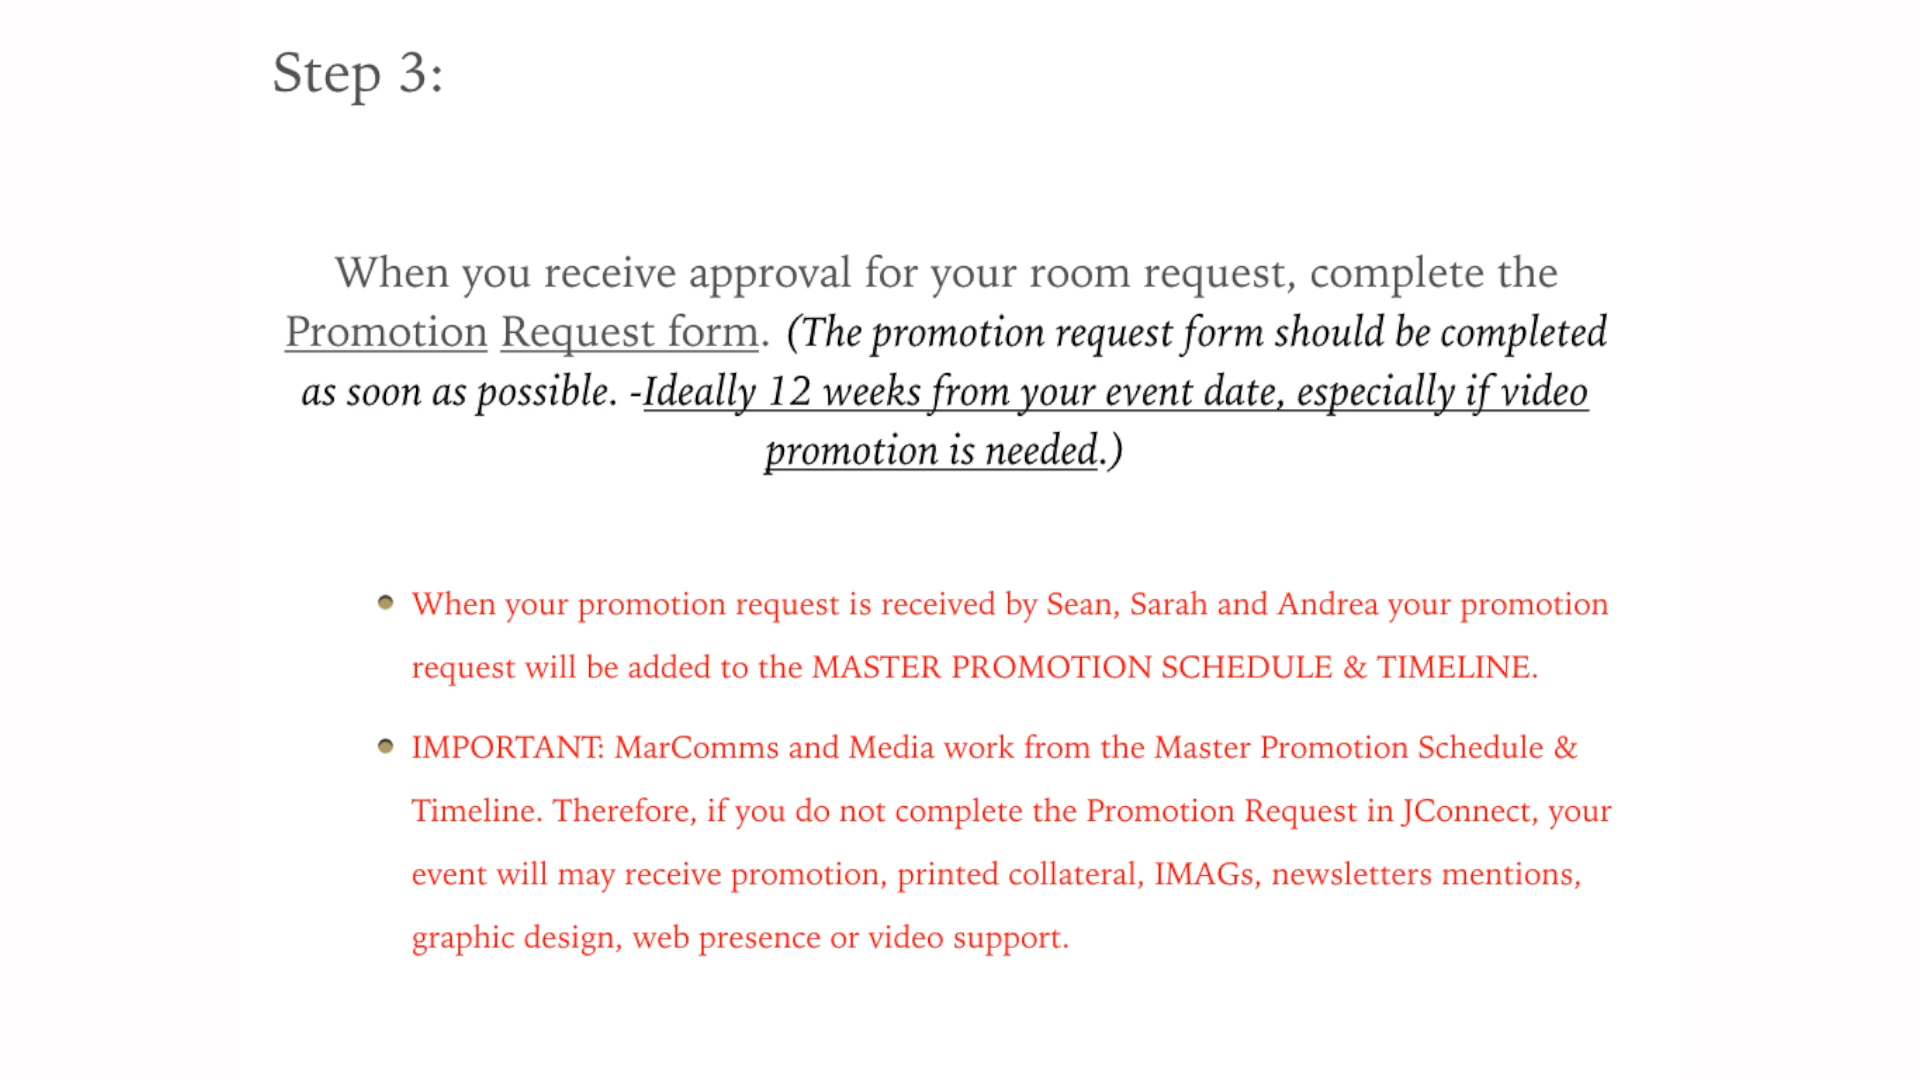 Step 3:
When you receive approval for your room request, complete the
Promotion Request form. (The promotion request form should be completed
as soon as possible. -Ideally 12 weeks from your event date, especially if video
promotion is needed.)
When your promotion request is received by Sean, Sarah and Andrea your promotion
request will be added to the MASTER PROMOTION SCHEDULE & TIMELINE.
IMPORTANT: MarComms and Media work from the Master Promotion Schedule &
Timeline. Therefore, if you do not complete the Promotion Request in JConnect, your
event will may receive promotion, printed collateral, IMAGs, newsletters mentions,
graphic design, web presence or video support.